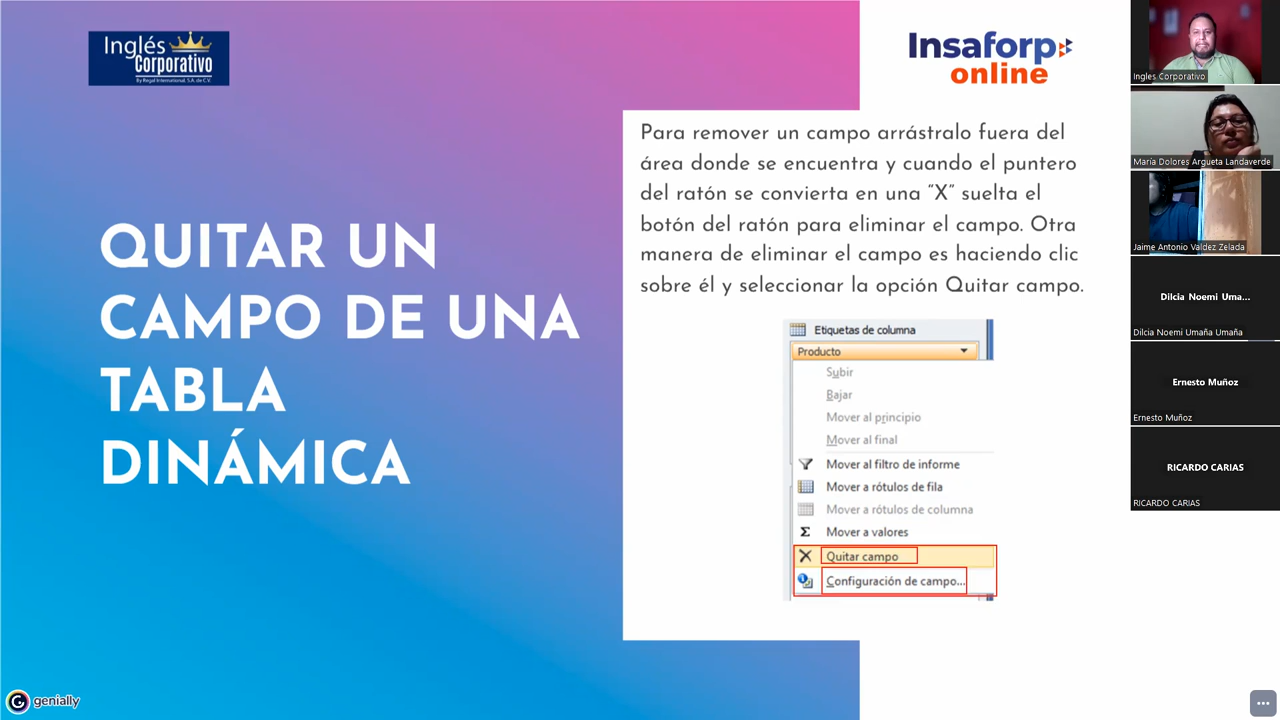 Inglés
Corporativo
By Regal International, S.A. de C.V.
Insaforp
online
QUITAR UN
CAMPO DE UNA
TABLA
DINÁMICA
Para remover un campo arrástralo fuera del
área donde se encuentra y cuando el puntero
del ratón se convierta en una “X” suelta el
botón del ratón para eliminar el campo. Otra
manera de eliminar el campo es haciendo clic
sobre él y seleccionar la opción Quitar campo.
Etiquetas de columna
Producto
Subir
Bajar
Mover al principio
Mover al final
Mover al filtro de informe
Mover a rótulos de fila
Mover a rótulos de columna
Mover a valores
Quitar campo
Configuración de campo...
genially
Ingles Corporativo
María Dolores Argueta Landaverde
Jaime Antonio Valdez Zelada
Dilcia Noemi Uma...
Dilcia Noemi Umaña Umaña
Ernesto Muñoz
Ernesto Muñoz
RICARDO CARIAS
RICARDO CARIAS